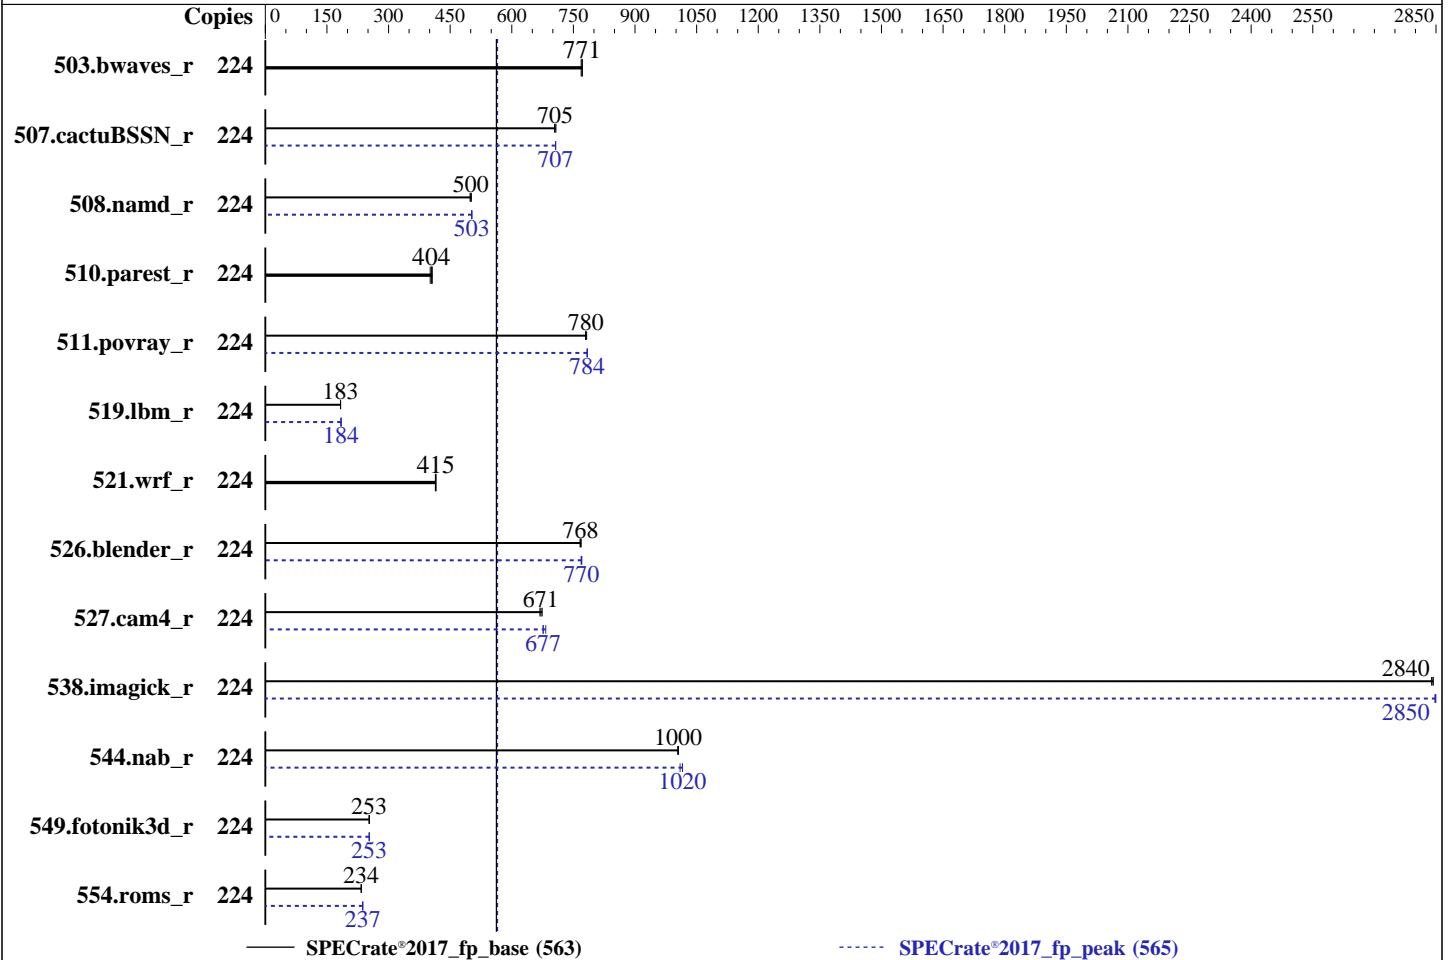 Copies 0 150 300 450 600 750 900 1050 1200 1350 1500 1650 1800 1950 2100 2250 2400 2550 2850
503.bwaves_r 224 771
507.cactuBSSN_r 224 705
707
508.namd_r 224 500
503
510.parest_r 224 404
511.povray_r 224 780
784
519.lbm_r 224 183
184
521.wrf_r 224 415
526.blender_r 224 768
770
527.cam4_r 224 671
677
538.imagick_r 224 2840
2850
544.nab_r 224 1000
1020
549.fotonik3d_r 224 253
253
554.roms_r 224 234
237
SPECrate®2017_fp_base (563) SPECrate®2017_fp_peak (565)